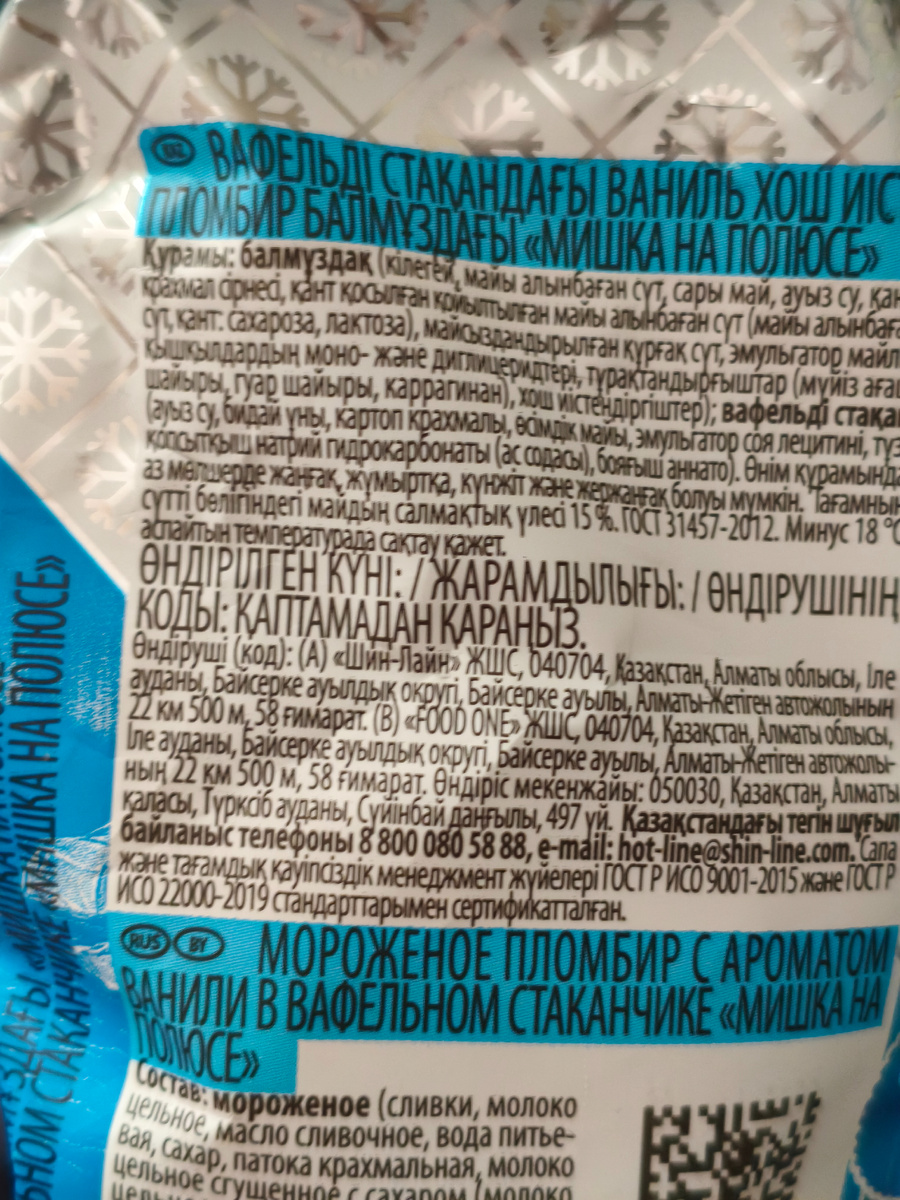 KZ ВАФЕЛЬДІ СТАҚАНДАҒЫ ВАНИЛЬ ХОШ ИІС
ПЛОМБИР БАЛМҰЗДАҒЫ «МИШКА НА ПОЛЮСЕ»
Құрамы: балмұздақ (кілегей, майы алынбаған сүт, сары май, ауыз су, қан
крахмал сірнесі, қант қосылған қойыптылған майы алынбаған сүт (майы алынбаға
сүт, қант: сахароза, лактоза), майсыздандырылған құрғақ сүт, эмульгатор майл
қышқылдардың моно- және диглицеридтері, тұрақтандырғыштар (мүйіз аға
шайыры, гуар шайыры, каррагинан), хош иістендіргіштер); вафельді стақа
(ауыз су, бидай ұны, картоп крахмалы, өсімдік майы, эмульгатор соя лецитині, тұз
қопсытқыш натрий гидрокарбонаты (ас содасы), бояғыш аннато). Өнім құрамында
аз мөлшерде жаңғақ, жұмыртқа, күнжіт және жержаңғақ болуы мүмкін. Тағамның
сүтті бөлігіндегі майдың салмақтық үлесі 15 %. ГОСТ 31457-2012. Минус 18 °С
аспайтын температурада сақтау қажет.
ӨНДІРІЛГЕН КҮНІ: / ЖАРАМДЫЛЫҒЫ: / ӨНДІРУШІНІҢ
КОДЫ: ҚАПТАМАДАН ҚАРАҢЫЗ.
Өндіруші (код): (А) «Шин-Лайн» ЖШС, 040704, Қазақстан, Алматы облысы, Іле
ауданы, Байсерке ауылдық округі, Байсерке ауылы, Алматы-Жетіген автожолының
22 км 500 м, 58 ғимарат. (В) «FOOD ONE» ЖШС, 040704, Қазақстан, Алматы облысы,
Іле ауданы, Байсерке ауылдық округі, Байсерке ауылы, Алматы-Жетіген автожолы-
ның 22 км 500 м, 58 ғимарат. Өндіріс мекенжайы: 050030, Қазақстан, Алматы
қаласы, Түрксіб ауданы, Сүйінбай даңғылы, 497 үй. Қазақстандағы тегін шұғыл
байланыс телефоны 8 800 080 58 88, e-mail: hot-line@shin-line.com. Сапа
және тағамдық қауіпсіздік менеджмент жүйелері ГОСТ Р ИСО 9001-2015 және ГОСТ Р
ИСО 22000-2019 стандарттарымен сертификатталған.
RUS BY МОРОЖЕНОЕ ПЛОМБИР С АРОМАТОМ
ВАНИЛИ В ВАФЕЛЬНОМ СТАКАНЧИКЕ «МИШКА НА
ПОЛЮСЕ»
Состав: мороженое (сливки, молоко
цельное, масло сливочное, вода питье-
вая, сахар, патока крахмальная, молоко
цельное сгущенное с сахаром (молоко
«МИШКА НА ПОЛЮСЕ»